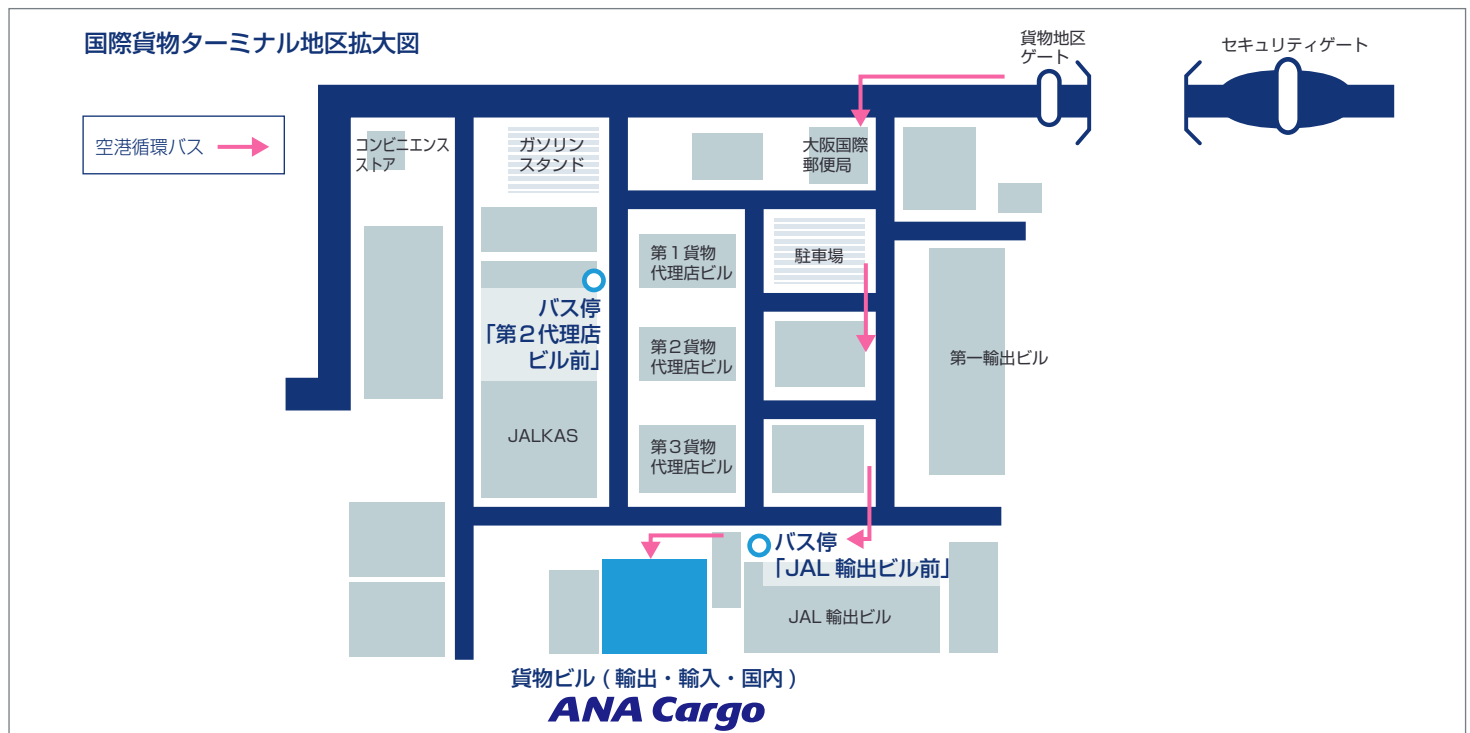 国際貨物ターミナル地区拡大図
貨物地区
ゲート
セキュリティゲート
空港循環バス
コンビニエンス
ストア
ガソリン
スタンド
大阪国際
郵便局
第1貨物
代理店ビル
駐車場
バス停
「第2代理店
ビル前」
第2貨物
代理店ビル
第一輸出ビル
JALKAS
第3貨物
代理店ビル
バス停
「JAL 輸出ビル前」
JAL 輸出ビル
貨物ビル ( 輸出・輸入・国内 )
ANA Cargo